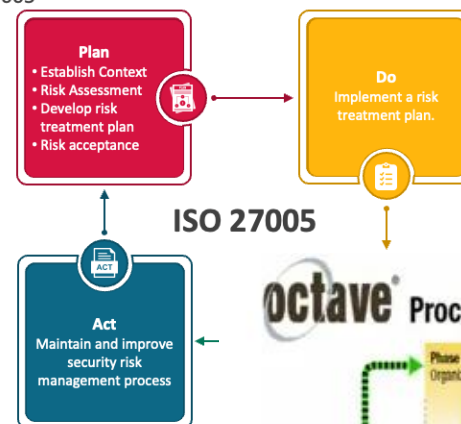 Plan
• Establish Context
• Risk Assessment
• Develop risk
treatment plan
• Risk acceptance
Do
Implement a risk
treatment plan.
ISO 27005
ACT
Act
Maintain and improve
security risk
management process
octave® Proc
Phase
Organiz